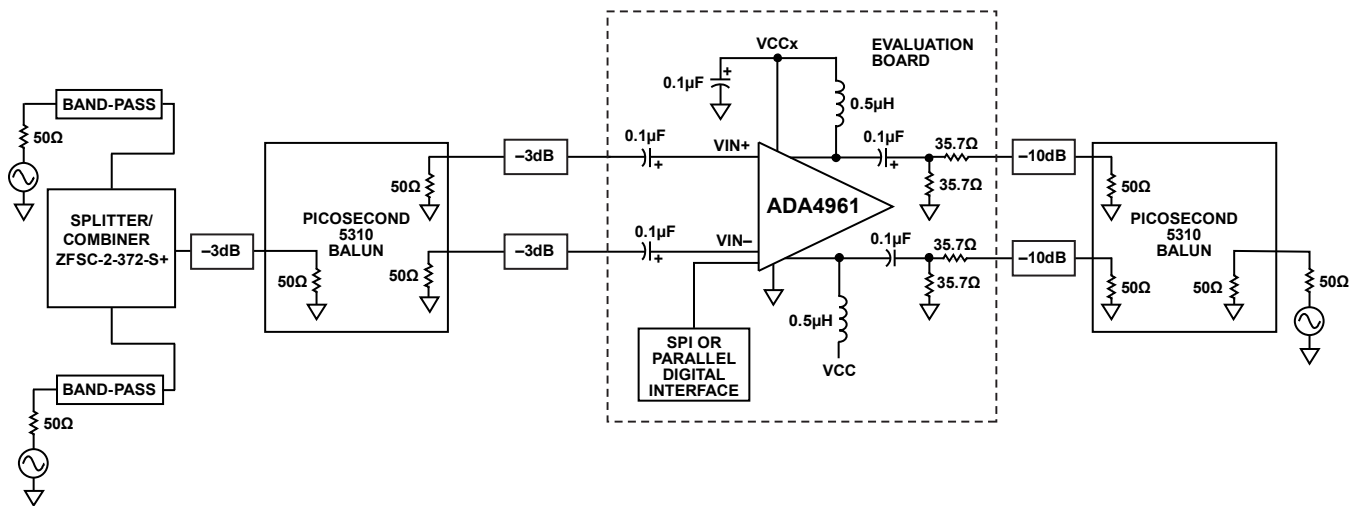 BAND-PASS
50Ω
SPLITTER/
COMBINER
ZFSC-2-372-S+
BAND-PASS
50Ω
–3dB
50Ω
PICOSECOND
5310
BALUN
50Ω
50Ω
–3dB
–3dB
EVALUATION
BOARD
VCCx
0.1µF
0.5µH
0.1µF
VIN+
0.1µF
35.7Ω
35.7Ω
ADA4961
0.1µF
VIN–
0.1µF
35.7Ω
35.7Ω
0.5µH
VCC
SPI OR
PARALLEL
DIGITAL
INTERFACE
–10dB
–10dB
50Ω
PICOSECOND
5310
BALUN
50Ω
50Ω
50Ω